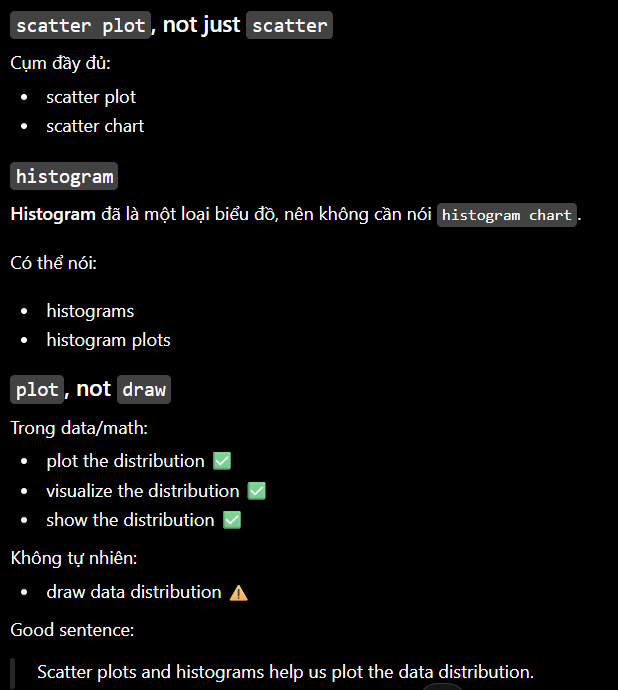 scatter plot, not just scatter
Cụm đầy đủ:
• scatter plot
• scatter chart
histogram
Histogram đã là một loại biểu đồ, nên không cần nói histogram chart.
Có thể nói:
• histograms
• histogram plots
plot, not draw
Trong data/math:
• plot the distribution ✅
• visualize the distribution ✅
• show the distribution ✅
Không tự nhiên:
• draw data distribution ⚠️
Good sentence:
Scatter plots and histograms help us plot the data distribution.